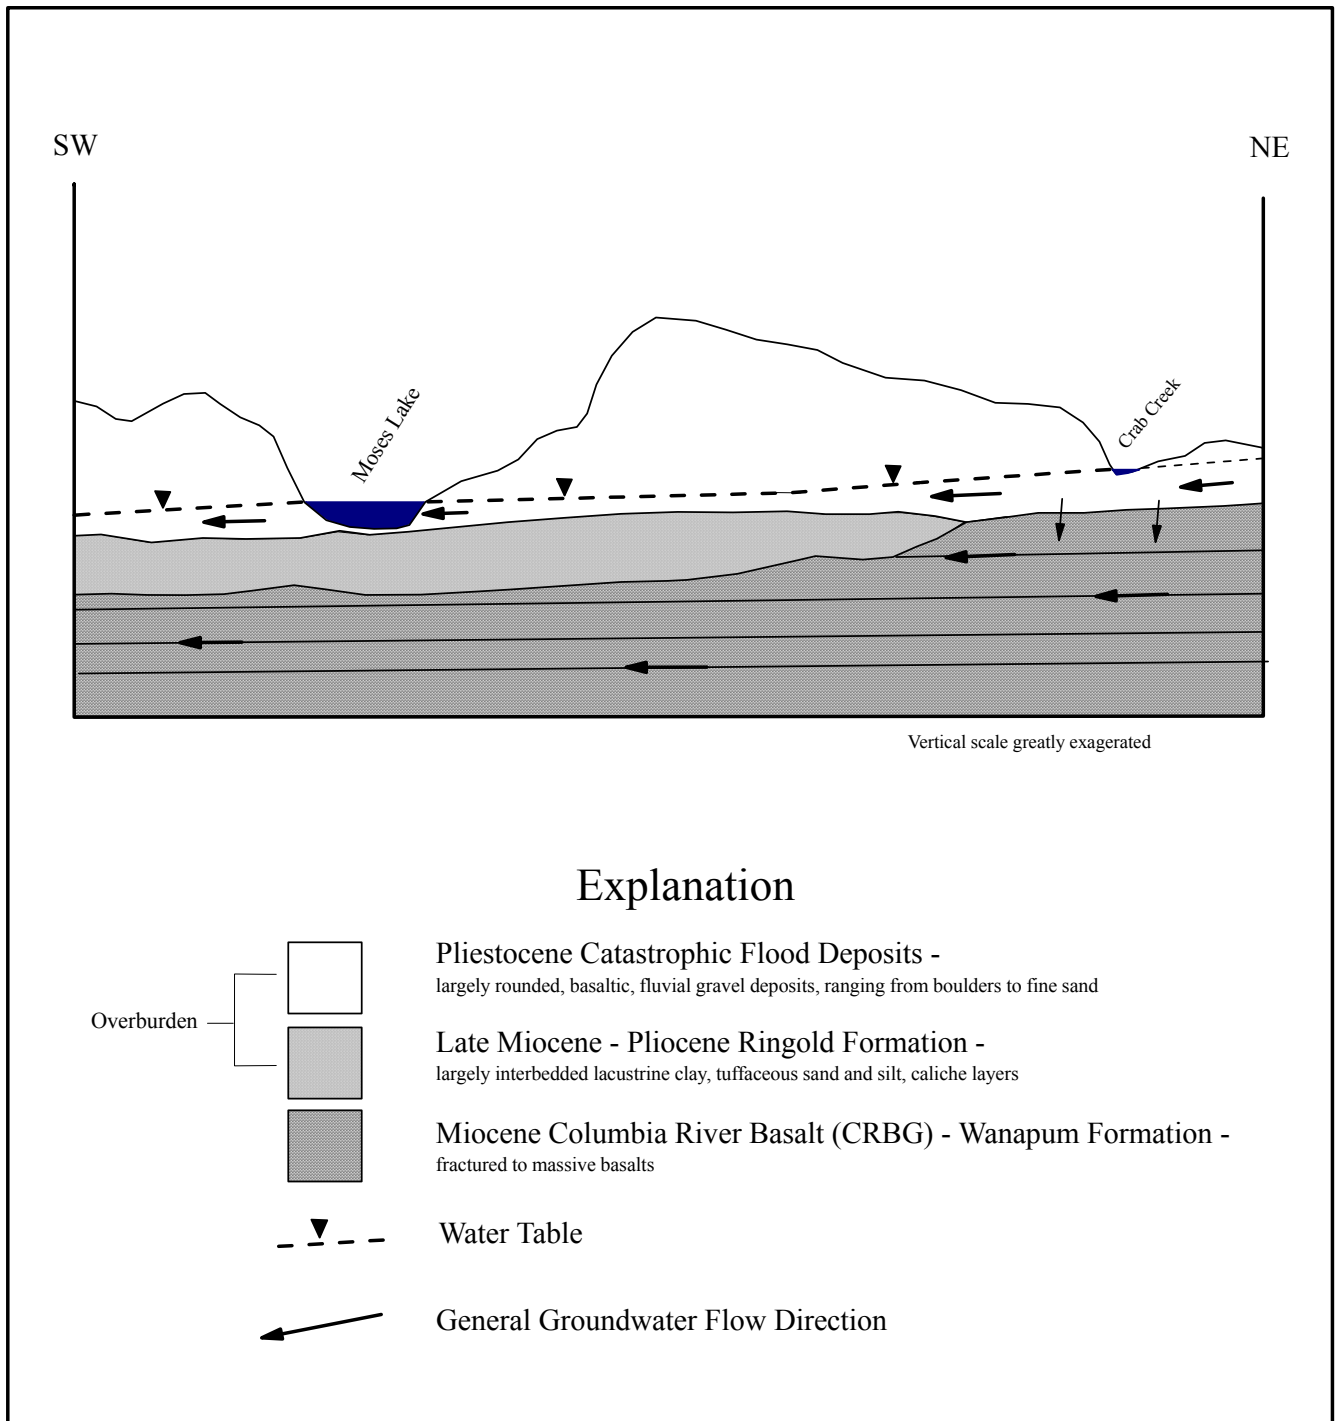 SW
NE
Moses Lake
Crab Creek
Vertical scale greatly exagerated
Explanation
Overburden
Pliestocene Catastrophic Flood Deposits -
largely rounded, basaltic, fluvial gravel deposits, ranging from boulders to fine sand
Late Miocene - Pliocene Ringold Formation -
largely interbedded lacustrine clay, tuffaceous sand and silt, caliche layers
Miocene Columbia River Basalt (CRBG) - Wanapum Formation -
fractured to massive basalts
Water Table
General Groundwater Flow Direction